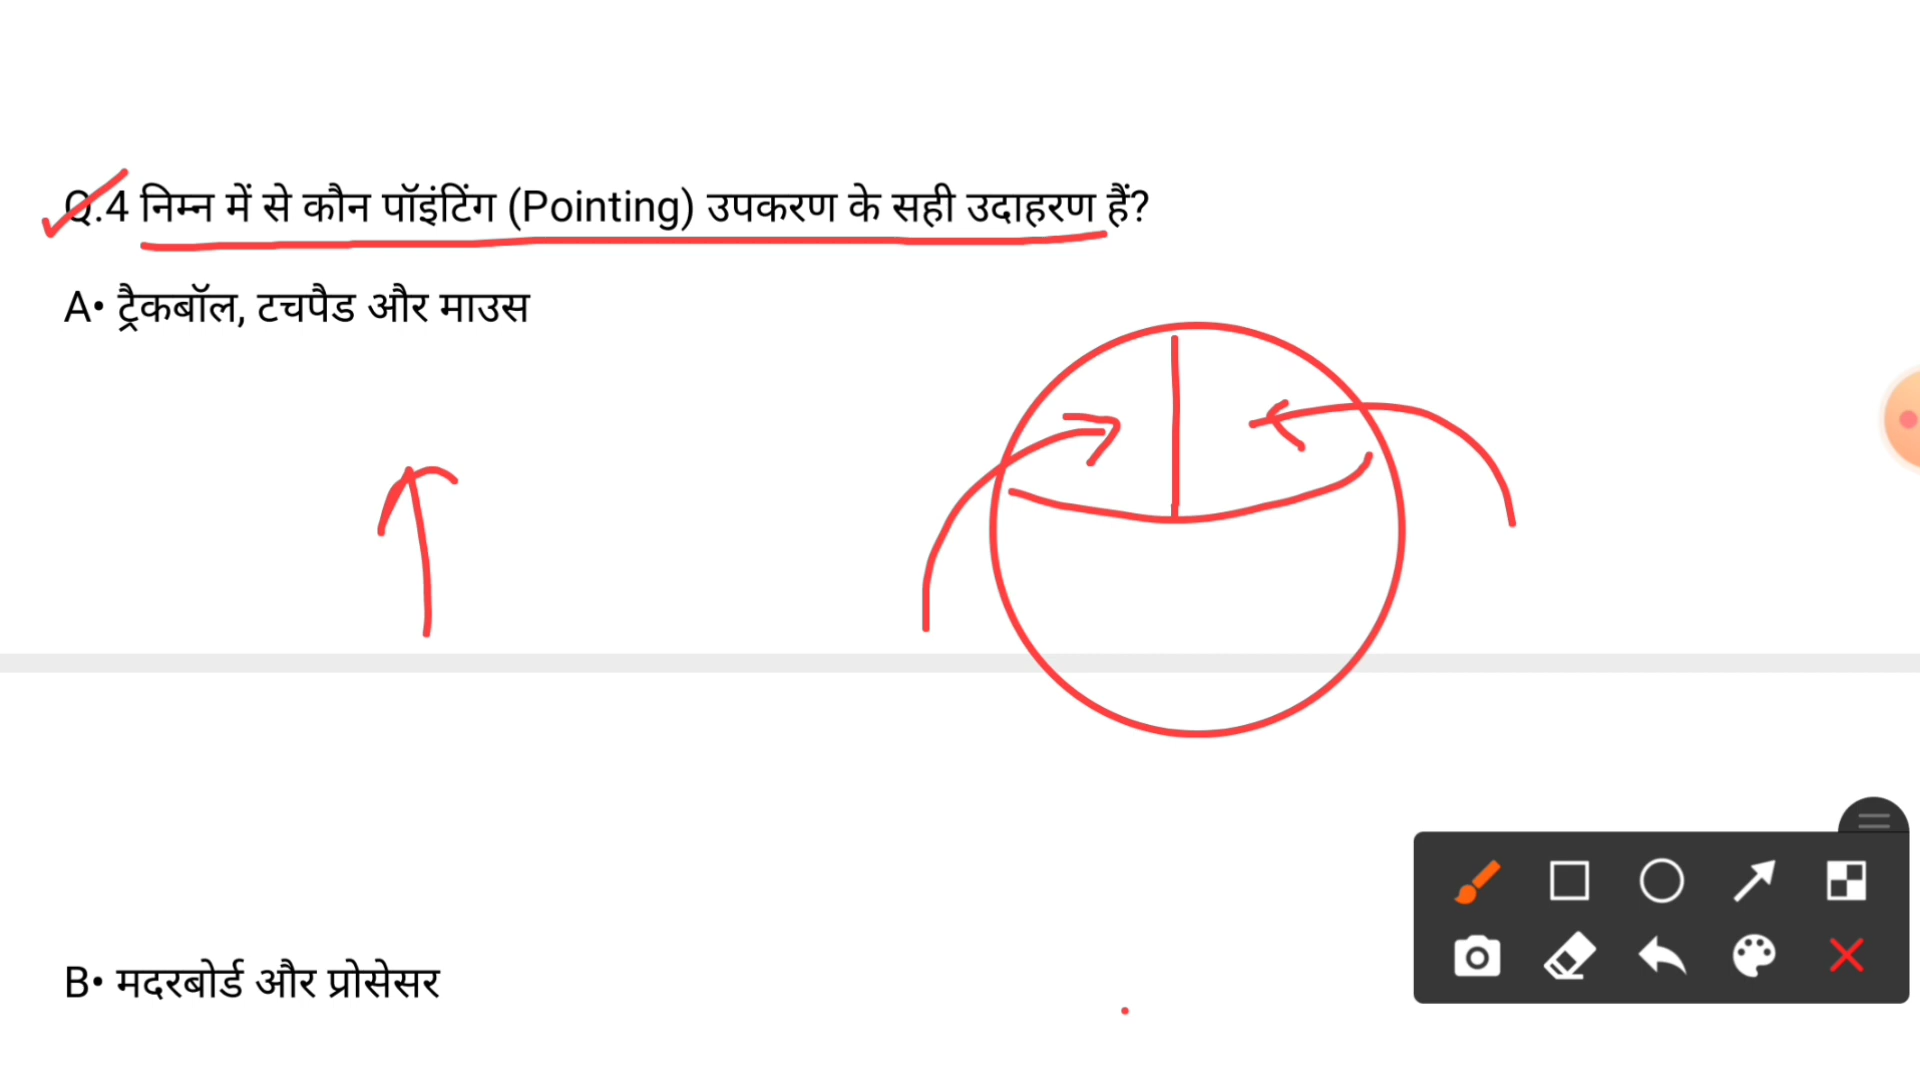 Q.4 निम्न में से कौन पॉइंटिंग (Pointing) उपकरण के सही उदाहरण हैं?
A• ट्रैकबॉल, टचपैड और माउस
B• मदरबोर्ड और प्रोसेसर